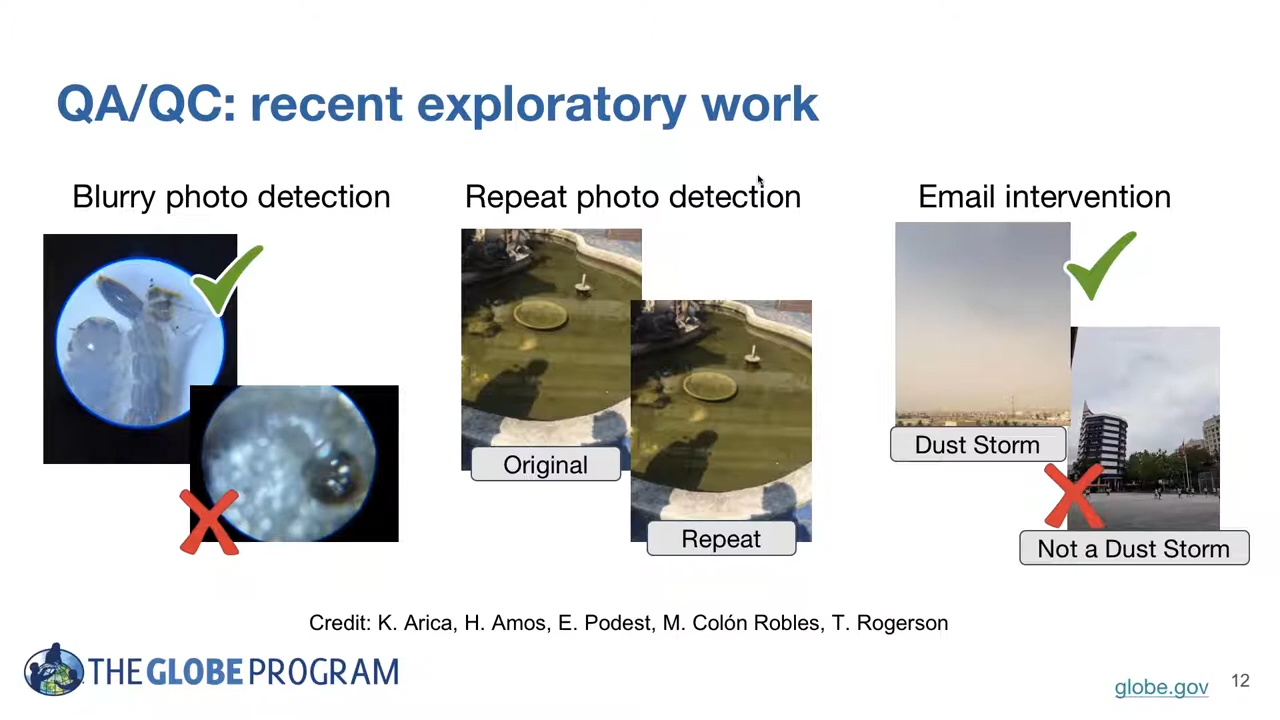 QA/QC: recent exploratory work
Blurry photo detection
Repeat photo detection
Email intervention
Original
Repeat
Dust Storm
Not a Dust Storm
Credit: K. Arica, H. Amos, E. Podest, M. Colón Robles, T. Rogerson
THE GLOBE PROGRAM
globe.gov
12